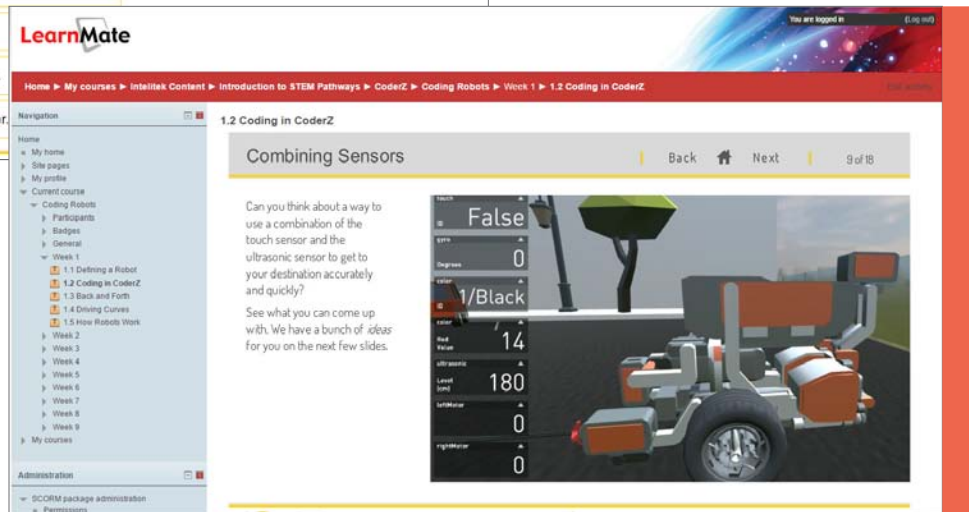 LearnMate
You are logged in (Log out)
Home ► My courses ► Intelitek Content ► Introduction to STEM Pathways ► CoderZ ► Coding Robots ► Week 1 ► 1.2 Coding in CoderZ
Navigation
Home
My home
Site pages
My profile
Current course
Coding Robots
Participants
Badges
General
Week 1
1.1 Defining a Robot
1.2 Coding in CoderZ
1.3 Back and Forth
1.4 Driving Curves
1.5 How Robots Work
Week 2
Week 3
Week 4
Week 5
Week 6
Week 7
Week 8
Week 9
My courses
Administration
SCORM package administration
Permissions
1.2 Coding in CoderZ
Combining Sensors
Back Next 9 of 18
Can you think about a way to
use a combination of the
touch sensor and the
ultrasonic sensor to get to
your destination accurately
and quickly?
See what you can come up
with. We have a bunch of ideas
for you on the next few slides.
touch
False
gyro
Degrees 0
color
ID 1/Black
color
Red
Value 14
ultrasonic
Level
(cm) 180
leftMotor
0
rightMotor
0